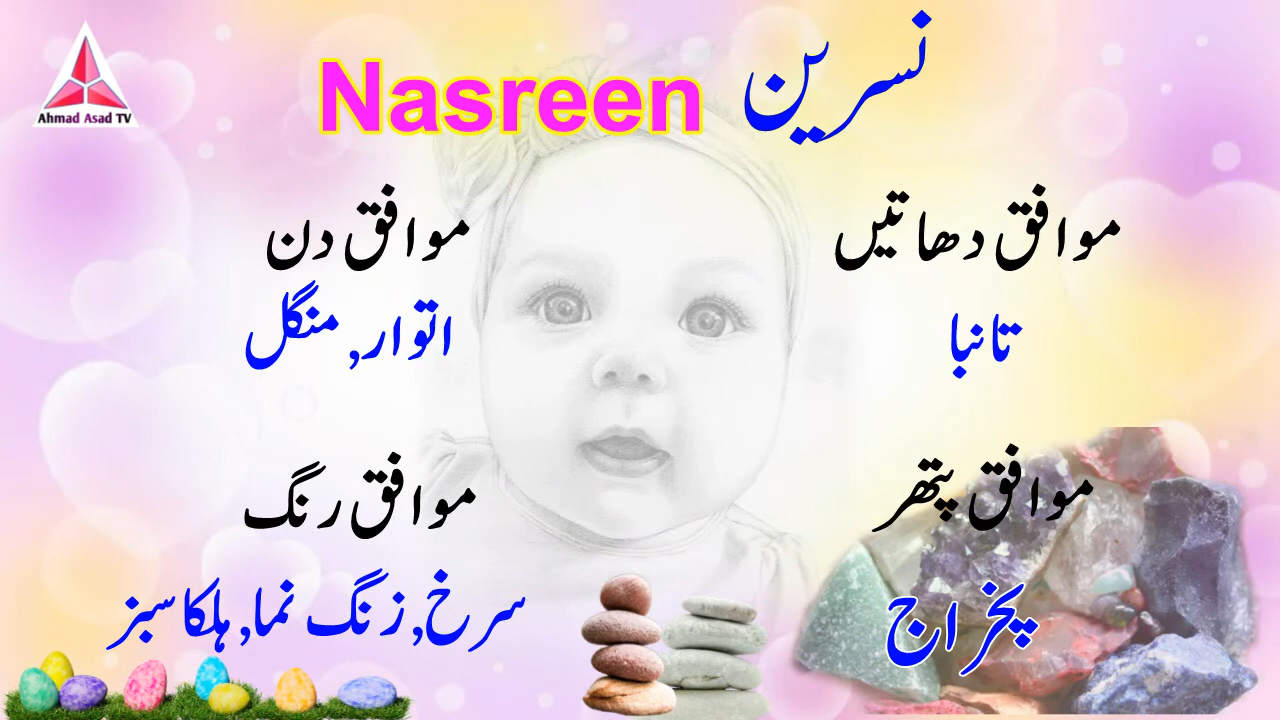 Ahmad Asad TV
Nasreen نسرین
موافق دھاتیں
تانبا
موافق دن
اتوار, منگل
موافق پتھر
پخراج
موافق رنگ
سرخ, زنگ نما, ہلکا سبز